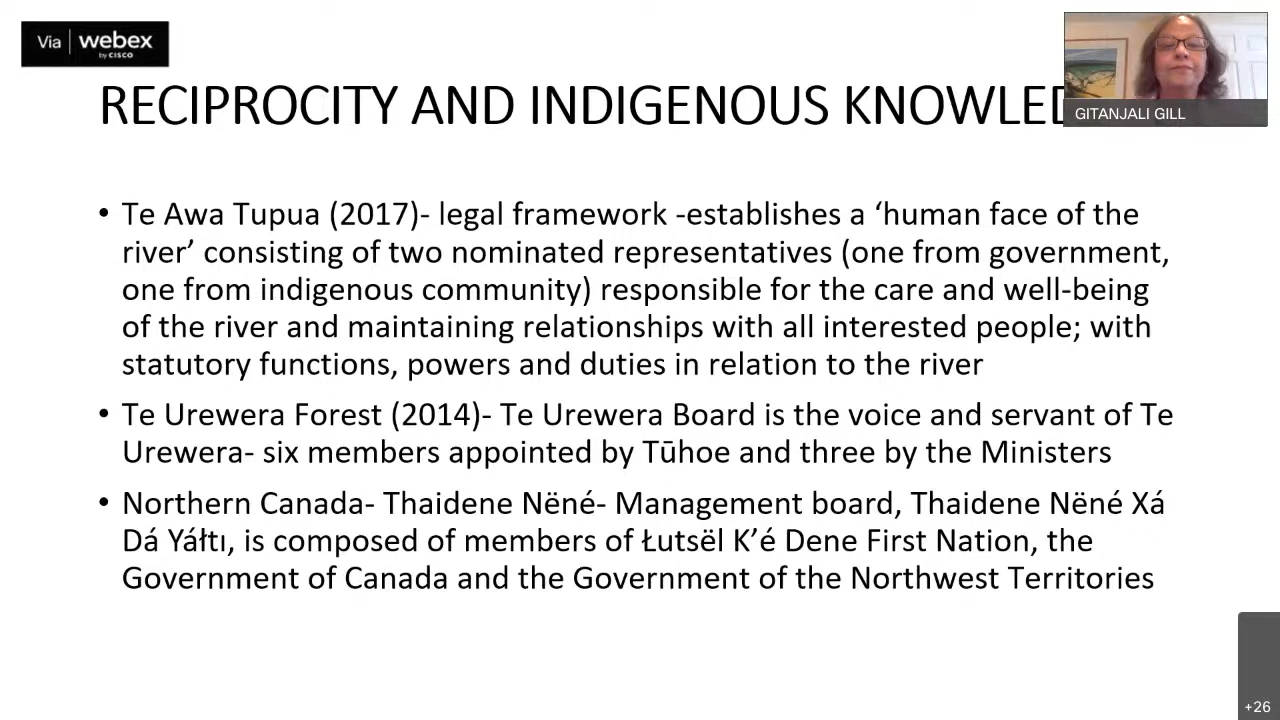 Via webex
by CISCO
RECIPROCITY AND INDIGENOUS
GITANJALI GILL
• Te Awa Tupua (2017)- legal framework -establishes a ‘human face of the
river’ consisting of two nominated representatives (one from government,
one from indigenous community) responsible for the care and well-being
of the river and maintaining relationships with all interested people; with
statutory functions, powers and duties in relation to the river
• Te Urewera Forest (2014)- Te Urewera Board is the voice and servant of Te
Urewera- six members appointed by Tūhoe and three by the Ministers
• Northern Canada- Thaidene Nëné- Management board, Thaidene Nëné Xá
Dá Yáłtı, is composed of members of Łutsël K’é Dene First Nation, the
Government of Canada and the Government of the Northwest Territories
+26